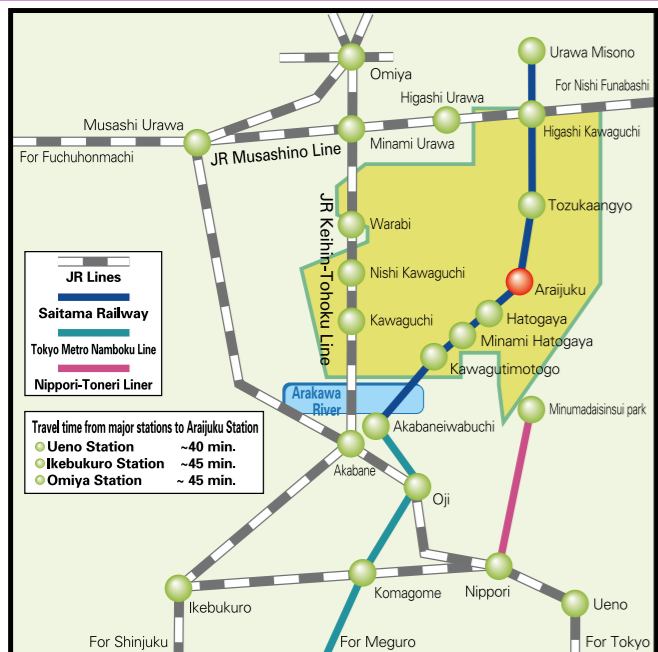 Urawa Misono
Omiya
For Nishi Funabashi
Higashi Urawa
Musashi Urawa
Higashi Kawaguchi
Minami Urawa
JR Musashino Line
For Fuchuhonmachi
Tozukaangyo
Warabi
JR Keihin-Tohoku Line
JR Lines
Saitama Railway
Tokyo Metro Namboku Line
Nippori-Toneri Liner
Nishi Kawaguchi
Araijuku
Kawaguchi
Hatogaya
Minami Hatogaya
Kawagutimotogo
Arakawa
River
Minumadaisinsui park
Akabaneiwabuchi
Travel time from major stations to Araijuku Station
Ueno Station ~40 min.
Ikebukuro Station ~45 min.
Omiya Station ~ 45 min.
Akabane
Oji
Nippori
Komagome
Ikebukuro
Ueno
For Shinjuku
For Meguro
For Tokyo